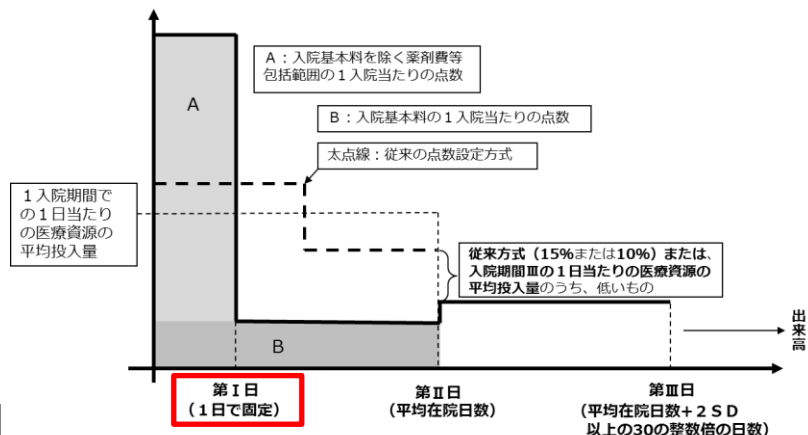 A：入院基本料を除く薬剤費等
包括範囲の１入院当たりの点数
A
B：入院基本料の１入院当たりの点数
太点線：従来の点数設定方式
１入院期間で
の１日当たり
の医療資源の
平均投入量
従来方式（15%または10%）または、
入院期間Ⅲの１日当たりの医療資源の
平均投入量のうち、低いもの
出来高
B
第Ⅰ日
（１日で固定）
第Ⅱ日
（平均在院日数）
第Ⅲ日
（平均在院日数＋２ＳＤ
以上の30の整数倍の日数）